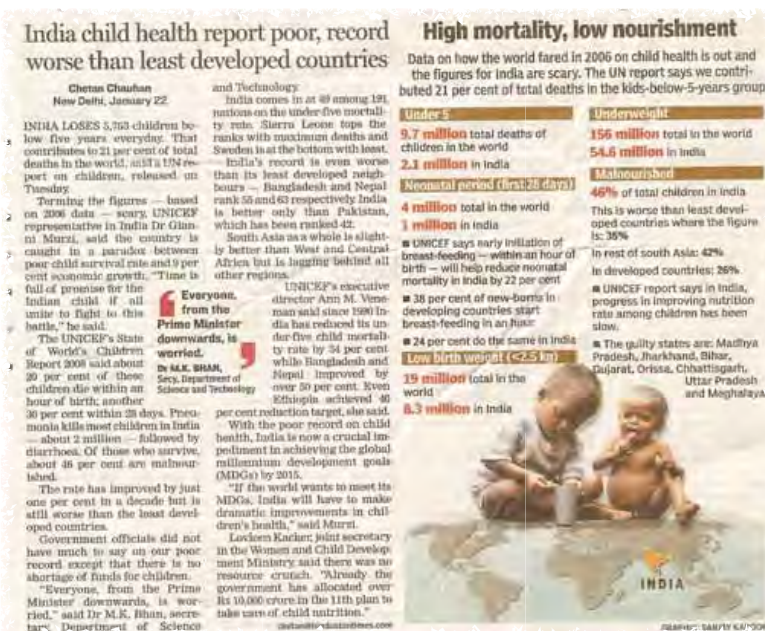 India child health report poor, record
worse than least developed countries
Chetan Chauhan
New Delhi, January 22
INDIA LOSES 5,763 children be-
low five years everyday. That
contributes to 21 per cent of total
deaths in the world, said a UN re-
port on children, released on
Tuesday.
Terming the figures — based
on 2006 data — scary, UNICEF
representative in India Dr Gian-
ni Murzi, said the country is
caught in a paradox between
poor child survival rate and 9 per
cent economic growth. "Time is
full of promise for the
Indian child if all
unite to fight to this
battle," he said.
The UNICEF's State
of World's Children
Report 2008 said about
20 per cent of these
children die within an
hour of birth; another
30 per cent within 28 days. Pneu-
monia kills most children in India
— about 2 million — followed by
diarrhoea. Of those who survive,
about 46 per cent are malnour-
ished.
The rate has improved by just
one per cent in a decade but is
still worse than the least devel-
oped countries.
Government officials did not
have much to say on our poor
record except that there is no
shortage of funds for children.
"Everyone, from the Prime
Minister downwards, is wor-
ried," said Dr M.K. Bhan, secre-
tary, Department of Science
and Technology.
India comes in at 49 among 191
nations on the under-five mortali-
ty rate. Sierra Leone tops the
ranks with maximum deaths and
Sweden is at the bottom with least.
India's record is even worse
than its least developed neigh-
bours — Bangladesh and Nepal
rank 55 and 63 respectively. India
is better only than Pakistan,
which has been ranked 42.
South Asia as a whole is slight-
ly better than West and Central
Africa but is lagging behind all
other regions.
UNICEF's executive
director Ann M. Vene-
man said since 1990 In-
dia has reduced its un-
der-five child mortali-
ty rate by 34 per cent
while Bangladesh and
Nepal improved by
over 50 per cent. Even
Ethiopia achieved 40
per cent reduction target, she said.
With the poor record on child
health, India is now a crucial im-
pediment in achieving the global
millennium development goals
(MDGs) by 2015.
"If the world wants to meet its
MDGs, India will have to make
dramatic improvements in chil-
dren's health," said Murzi.
Loveleen Kacker, joint secretary
in the Women and Child Develop-
ment Ministry, said there was no
resource crunch. "Already the
government has allocated over
Rs 10,000 crore in the 11th plan to
take care of child nutrition."
Everyone,
from the
Prime Minister
downwards, is
worried.
Dr M.K. BHAN,
Secy, Department of
Science and Technology
High mortality, low nourishment
Data on how the world fared in 2006 on child health is out and
the figures for India are scary. The UN report says we contri-
buted 21 per cent of total deaths in the kids-below-5-years group
Under 5
9.7 million total deaths of
children in the world
2.1 million in India
Neonatal period (first 28 days)
4 million total in the world
1 million in India
■ UNICEF says early initiation of
breast-feeding — within an hour of
birth — will help reduce neonatal
mortality in India by 22 per cent
■ 38 per cent of new-borns in
developing countries start
breast-feeding in an hour
■ 24 per cent do the same in India
Low birth weight (<2.5 kg)
19 million total in the
world
8.3 million in India
Underweight
156 million total in the world
54.6 million in India
Malnourished
46% of total children in India
This is worse than least devel-
oped countries where the figure
is: 35%
In rest of south Asia: 42%
In developed countries: 26%
■ UNICEF report says in India,
progress in improving nutrition
rate among children has been
slow.
■ The guilty states are: Madhya
Pradesh, Jharkhand, Bihar,
Gujarat, Orissa, Chhattisgarh,
Uttar Pradesh
and Meghalaya
INDIA